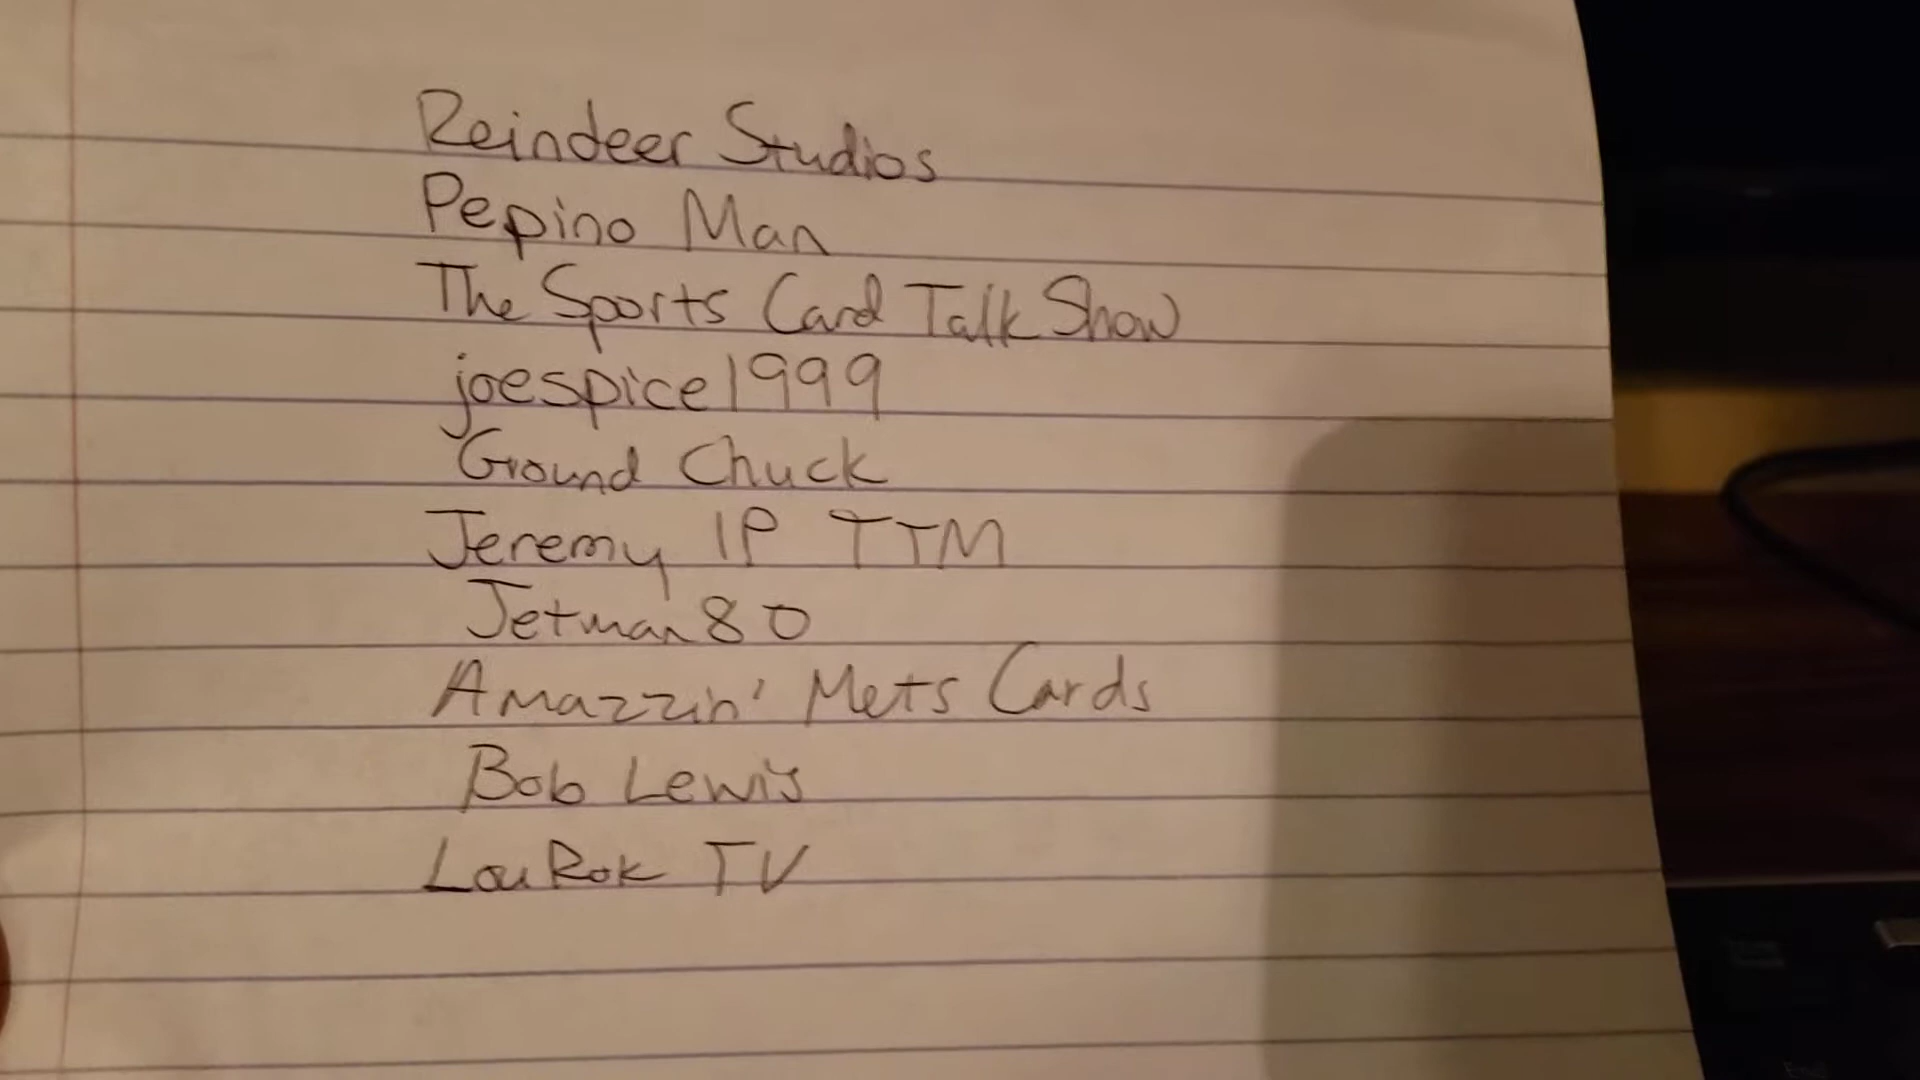 Reindeer Studios
Pepino Man
The Sports Card Talk Show
joespice1999
Ground Chuck
Jeremy IP TTM
Jetman80
Amazzin' Mets Cards
Bob Lewis
LouRok TV